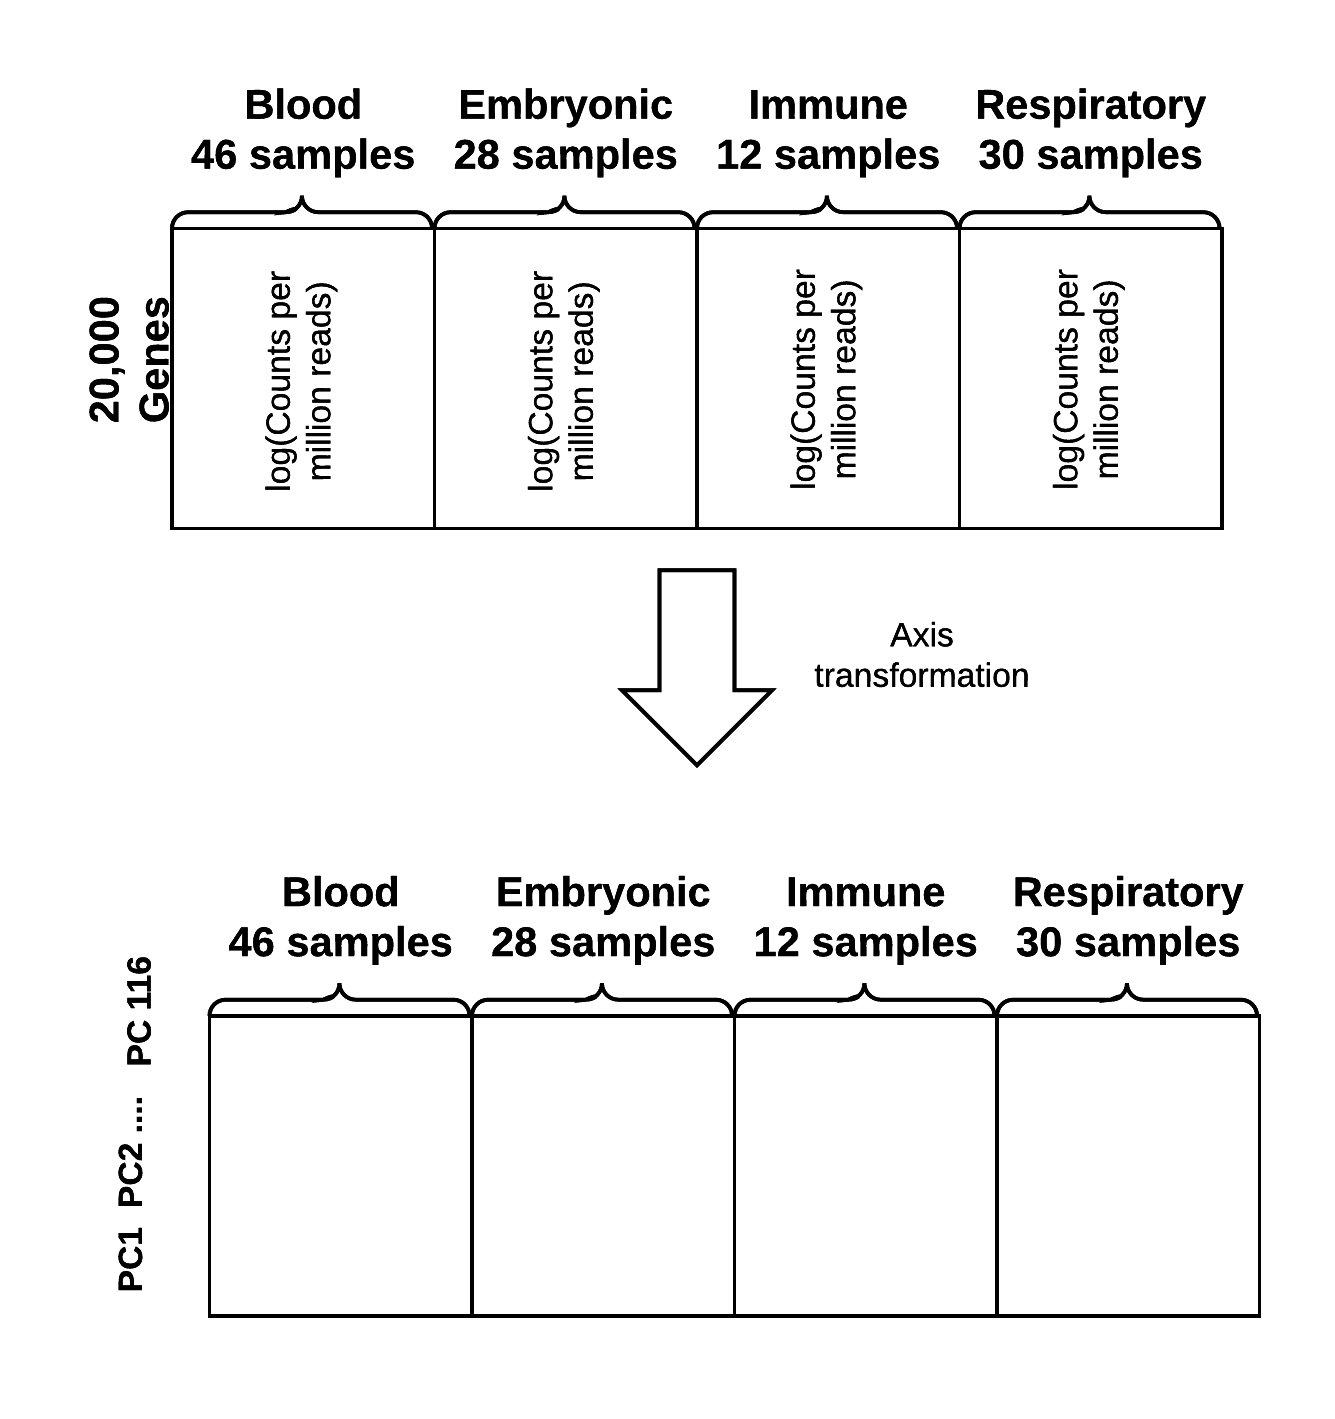 Blood
46 samples
Embryonic
28 samples
Immune
12 samples
Respiratory
30 samples
20,000
Genes
log(Counts per
million reads)
log(Counts per
million reads)
log(Counts per
million reads)
log(Counts per
million reads)
Axis
transformation
Blood
46 samples
Embryonic
28 samples
Immune
12 samples
Respiratory
30 samples
PC1 PC2 .... PC 116